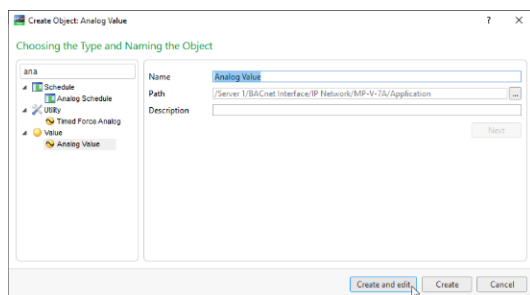 Create Object: Analog Value
?
Choosing the Type and Naming the Object
ana
Schedule
Analog Schedule
Utility
Timed Force Analog
Value
Analog Value
Name Analog Value
Path /Server 1/BACnet Interface/IP Network/MP-V-7A/Application ...
Description
Next
Create and edit Create Cancel